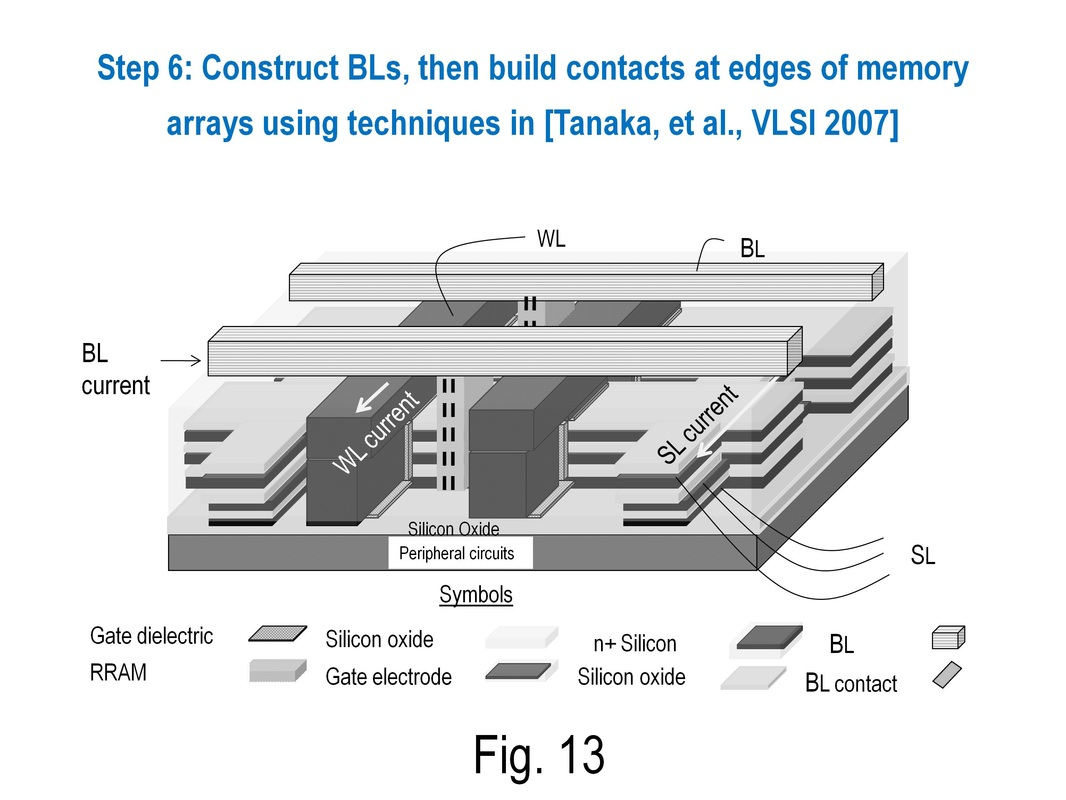 Step 6: Construct BLs, then build contacts at edges of memory
arrays using techniques in [Tanaka, et al., VLSI 2007]
WL
BL
BL
current
WL current
SL current
Silicon Oxide
Peripheral circuits
SL
Symbols
Gate dielectric
Silicon oxide
n+ Silicon
BL
RRAM
Gate electrode
Silicon oxide
BL contact
Fig. 13